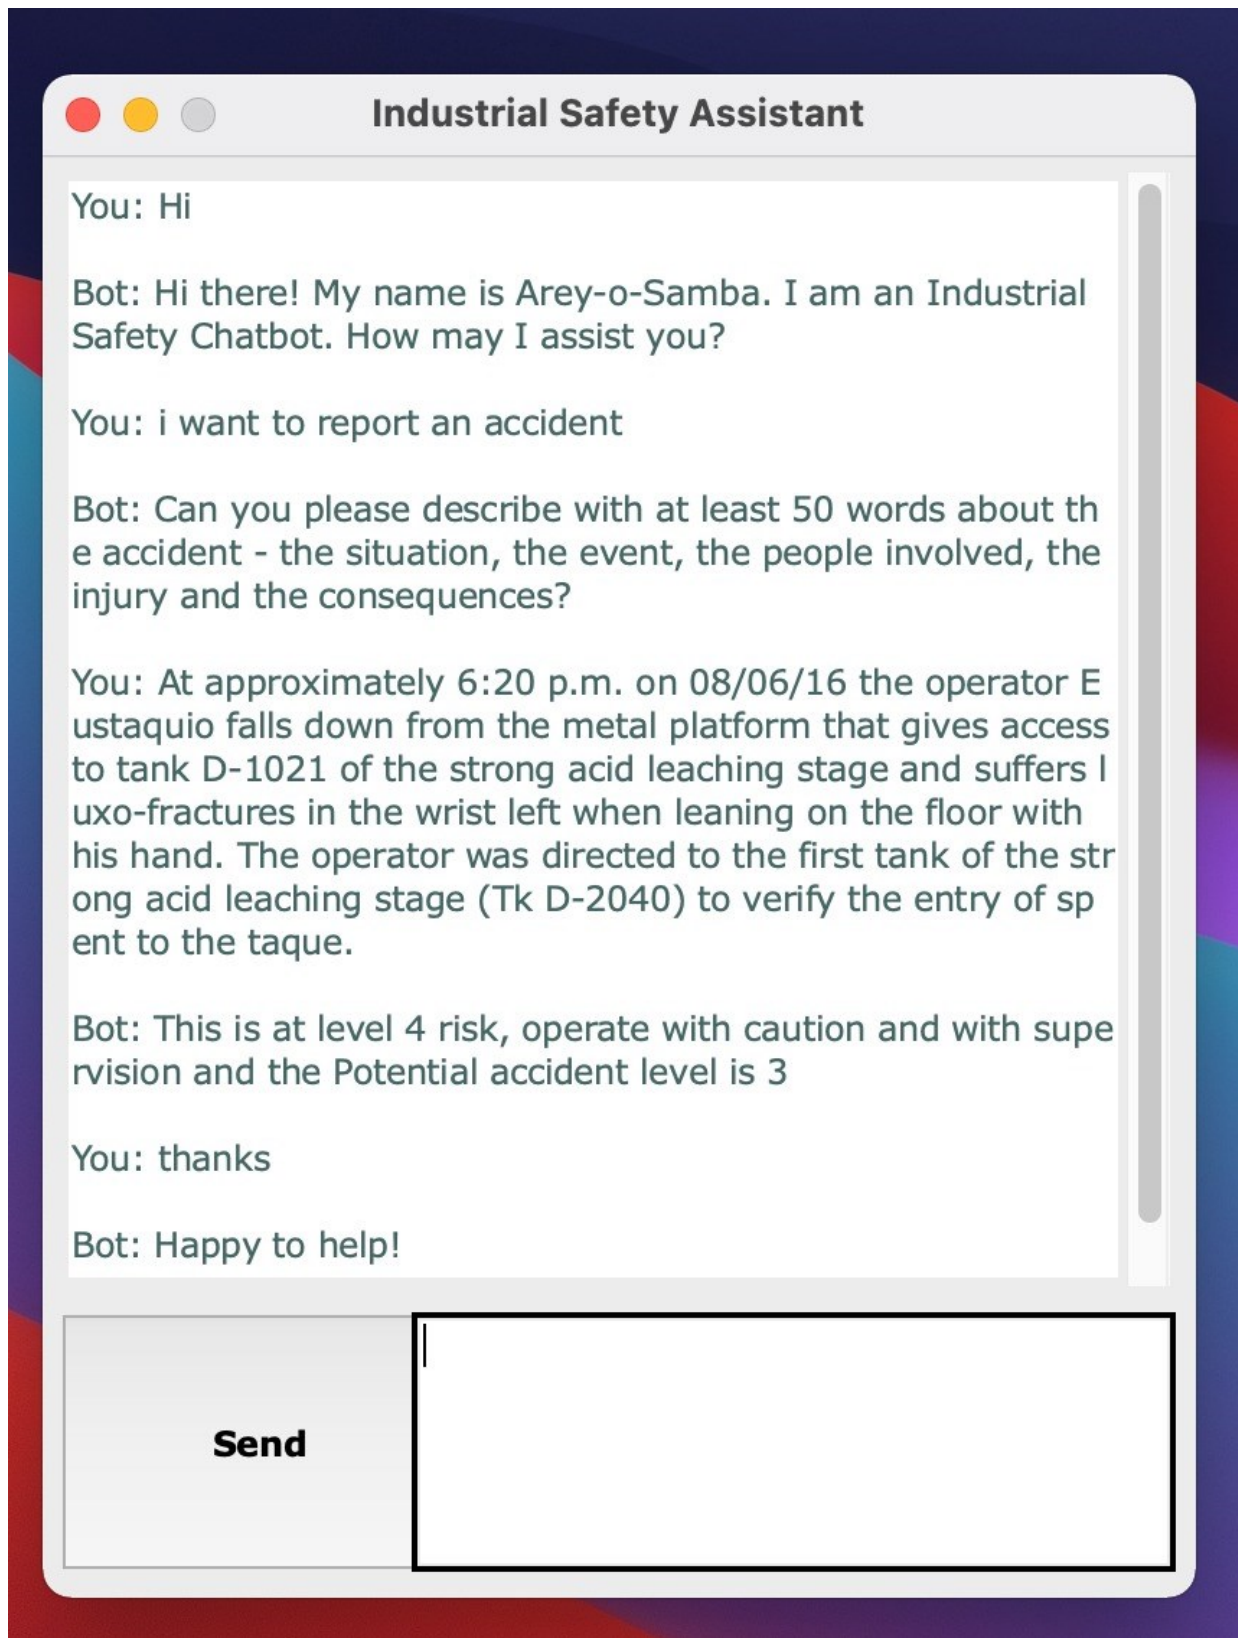 Industrial Safety Assistant
You: Hi
Bot: Hi there! My name is Arey-o-Samba. I am an Industrial
Safety Chatbot. How may I assist you?
You: i want to report an accident
Bot: Can you please describe with at least 50 words about th
e accident - the situation, the event, the people involved, the
injury and the consequences?
You: At approximately 6:20 p.m. on 08/06/16 the operator E
ustaquio falls down from the metal platform that gives access
to tank D-1021 of the strong acid leaching stage and suffers l
uxo-fractures in the wrist left when leaning on the floor with
his hand. The operator was directed to the first tank of the str
ong acid leaching stage (Tk D-2040) to verify the entry of sp
ent to the taque.
Bot: This is at level 4 risk, operate with caution and with supe
rvision and the Potential accident level is 3
You: thanks
Bot: Happy to help!
Send